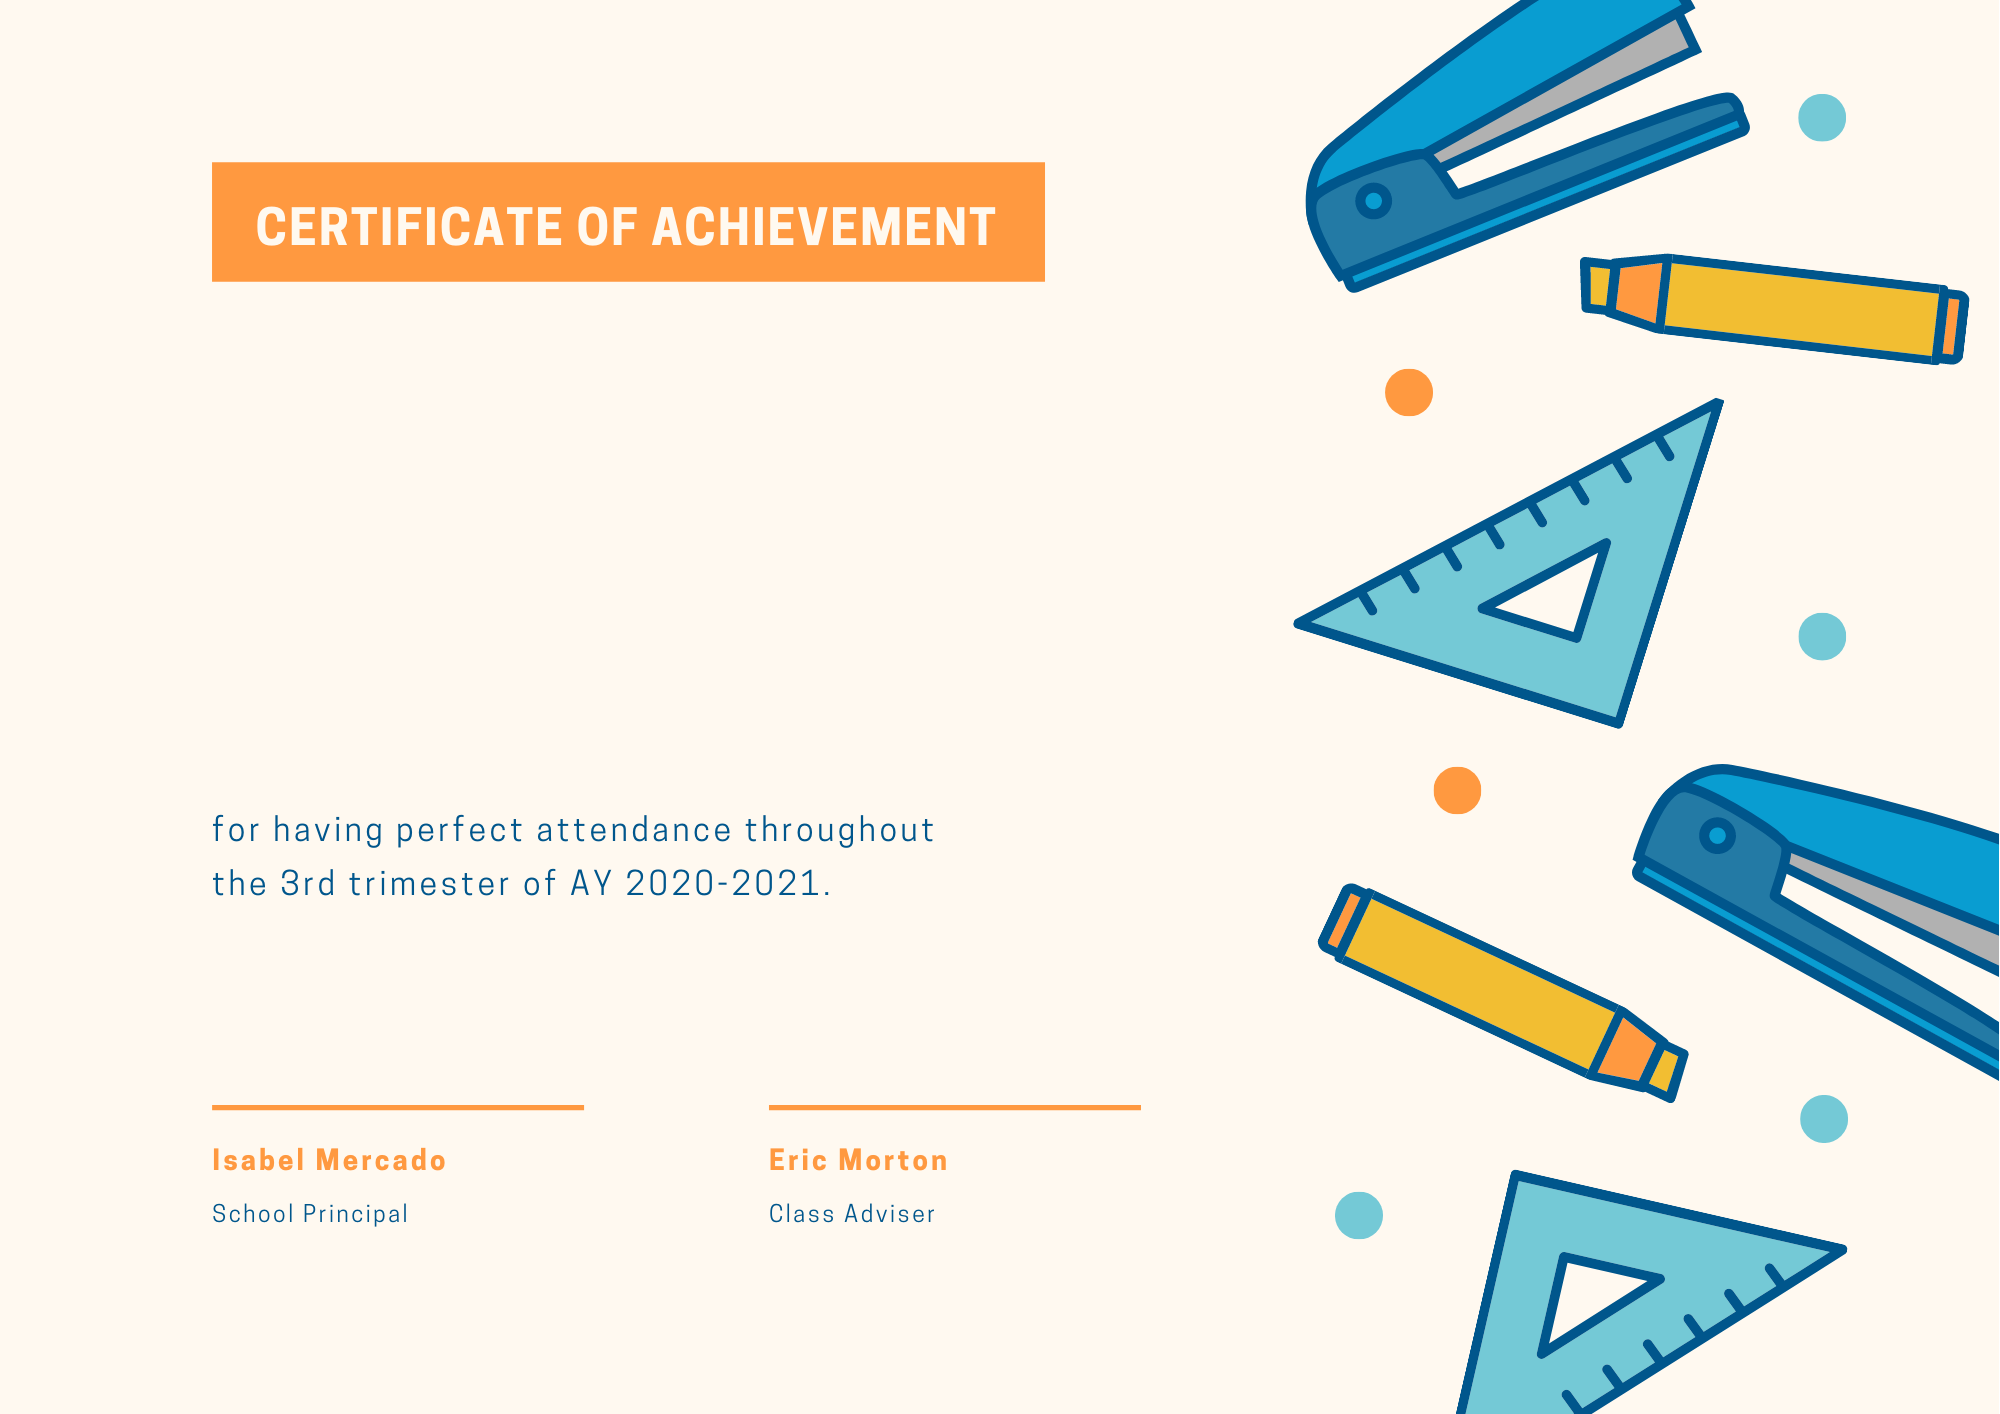 CERTIFICATE OF ACHIEVEMENT
for having perfect attendance throughout
the 3rd trimester of AY 2020-2021.
Isabel Mercado
School Principal
Eric Morton
Class Adviser